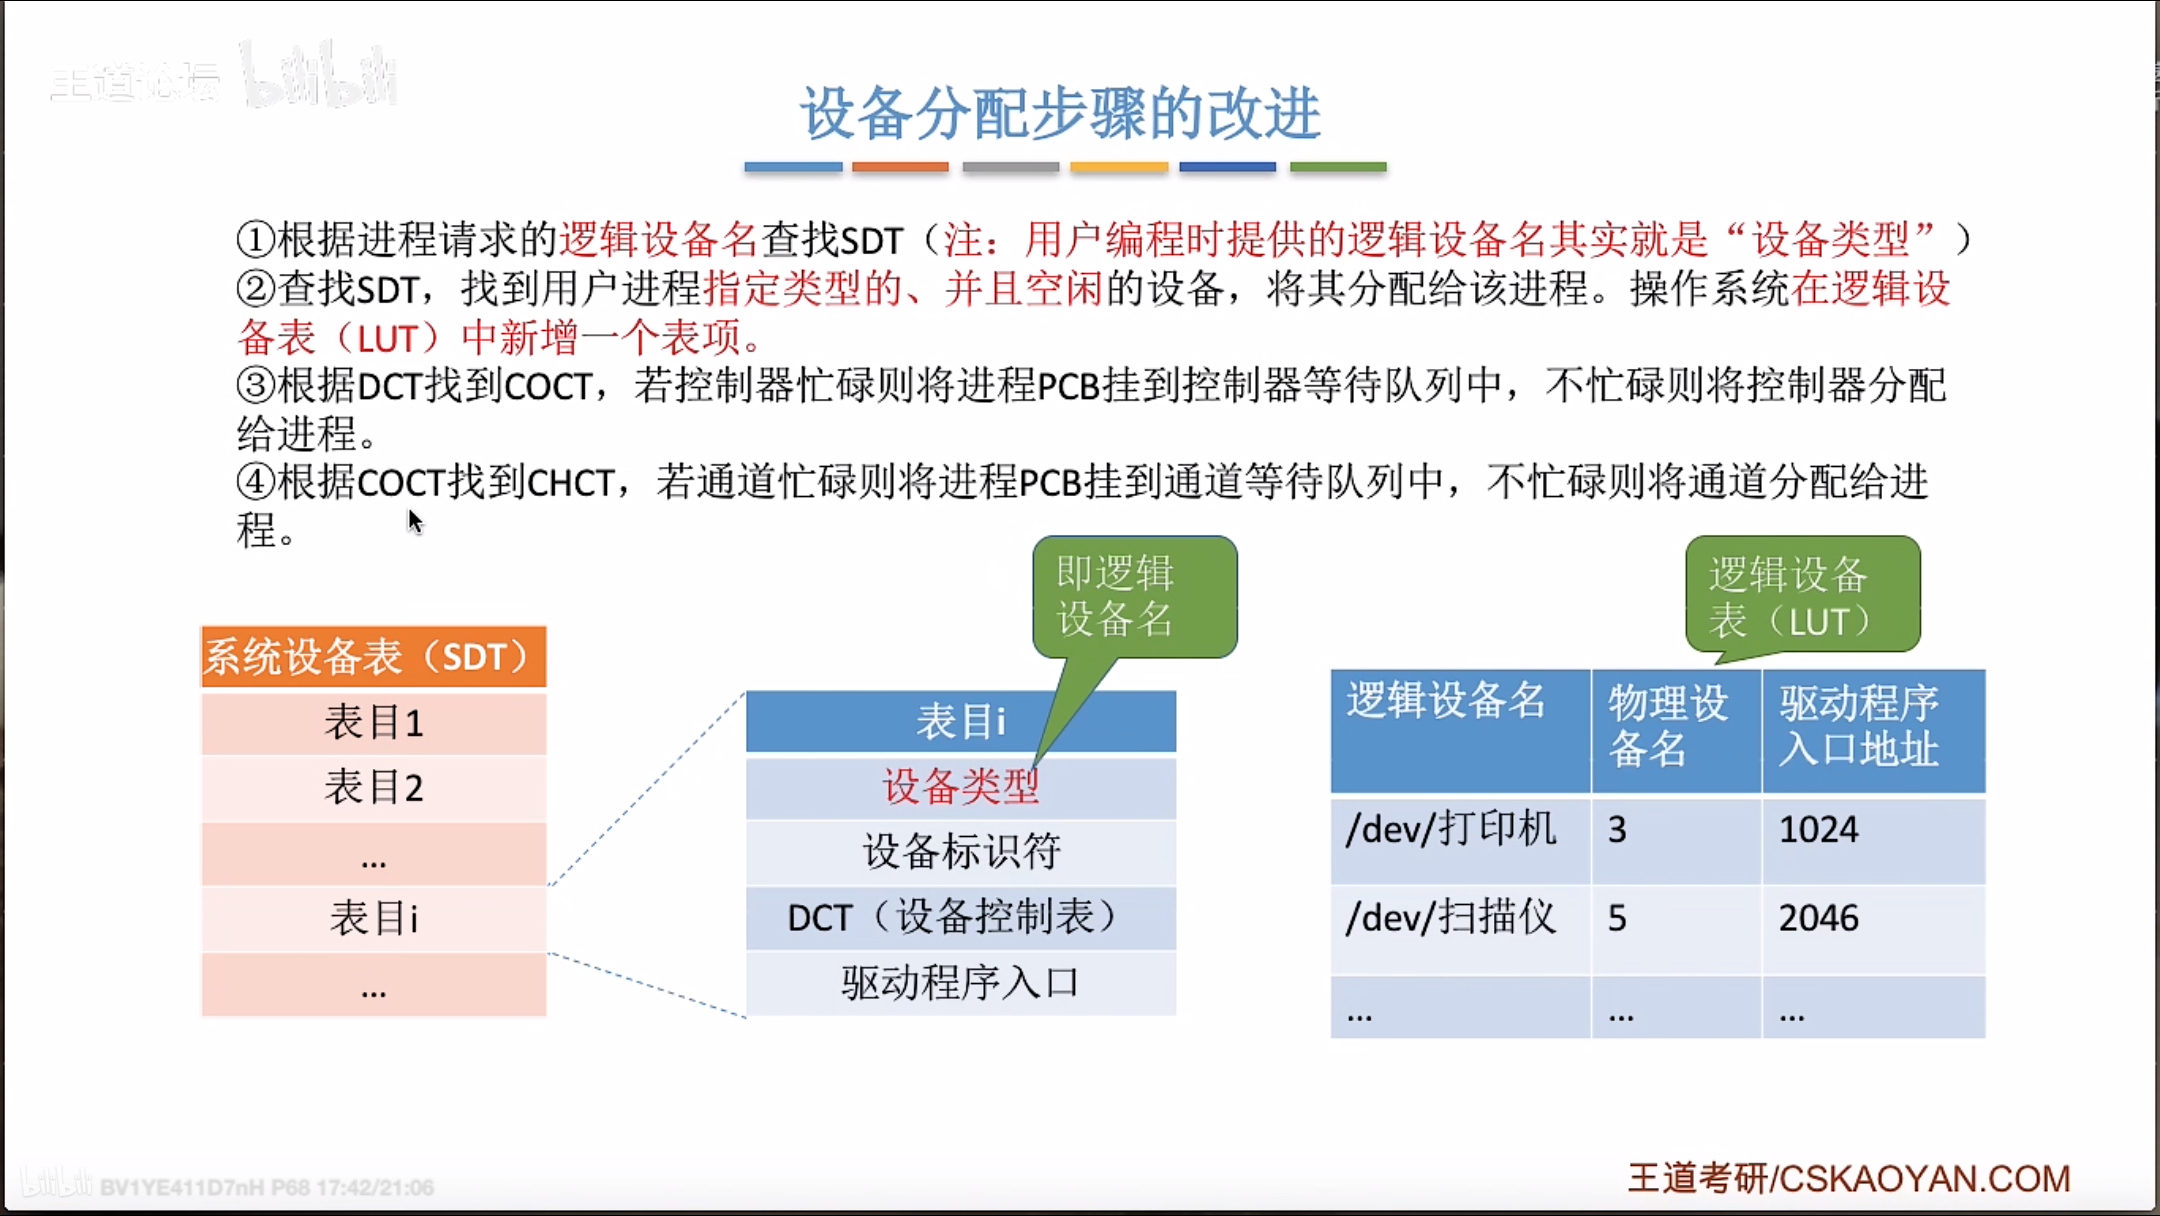 王道论坛 bilibili
设备分配步骤的改进
①根据进程请求的逻辑设备名查找SDT（注：用户编程时提供的逻辑设备名其实就是“设备类型”）
②查找SDT，找到用户进程指定类型的、并且空闲的设备，将其分配给该进程。操作系统在逻辑设
备表（LUT）中新增一个表项。
③根据DCT找到COCT，若控制器忙碌则将进程PCB挂到控制器等待队列中，不忙碌则将控制器分配
给进程。
④根据COCT找到CHCT，若通道忙碌则将进程PCB挂到通道等待队列中，不忙碌则将通道分配给进
程。
即逻辑
设备名
逻辑设备
表（LUT）
系统设备表（SDT）
表目1
表目2
...
表目i
...
表目i
设备类型
设备标识符
DCT（设备控制表）
驱动程序入口
逻辑设备名 物理设备名 驱动程序入口地址
/dev/打印机 3 1024
/dev/扫描仪 5 2046
... ... ...
bilibili BV1YE411D7nH P68 17:42/21:06
王道考研/CSKAOYAN.COM